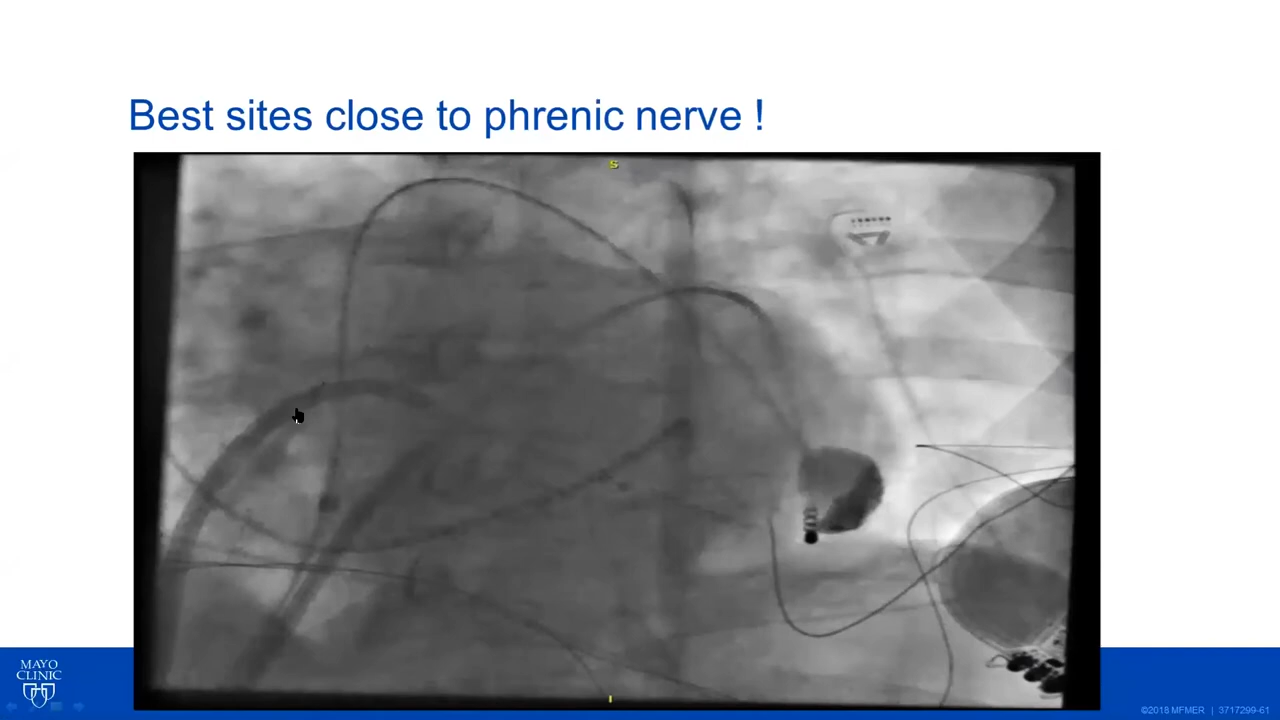 Best sites close to phrenic nerve !
S
I
MAYO
CLINIC
©2018 MFMER | 3717299-61